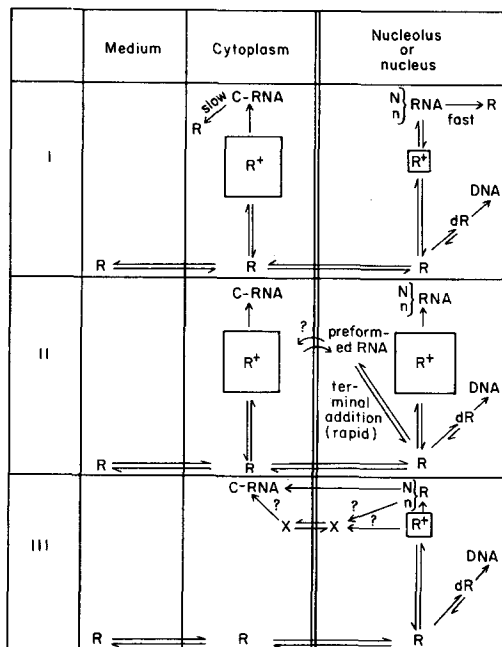 Medium
Cytoplasm
Nucleolus
or
nucleus
I
C-RNA
slow
R
R+
R
R
N
n} RNA → R
fast
R+
DNA
dR
R
II
C-RNA
R+
R
R
?
preform-
ed RNA
ter-
minal
addition
(rapid)
N
n} RNA
R+
DNA
dR
R
III
C-RNA
?
X
X
?
?
N
n} R
R+
DNA
dR
R
R
R